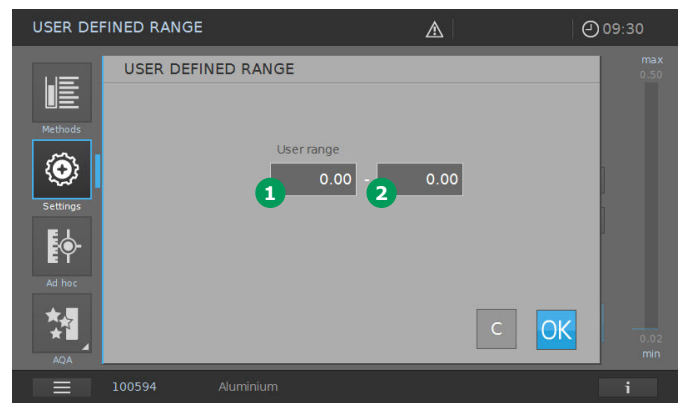 USER DEFINED RANGE
09:30
USER DEFINED RANGE
max
0.50
Methods
User range
1 0.00 - 2 0.00
Settings
Ad hoc
C OK
0.02
min
AQA
100594 Aluminium i